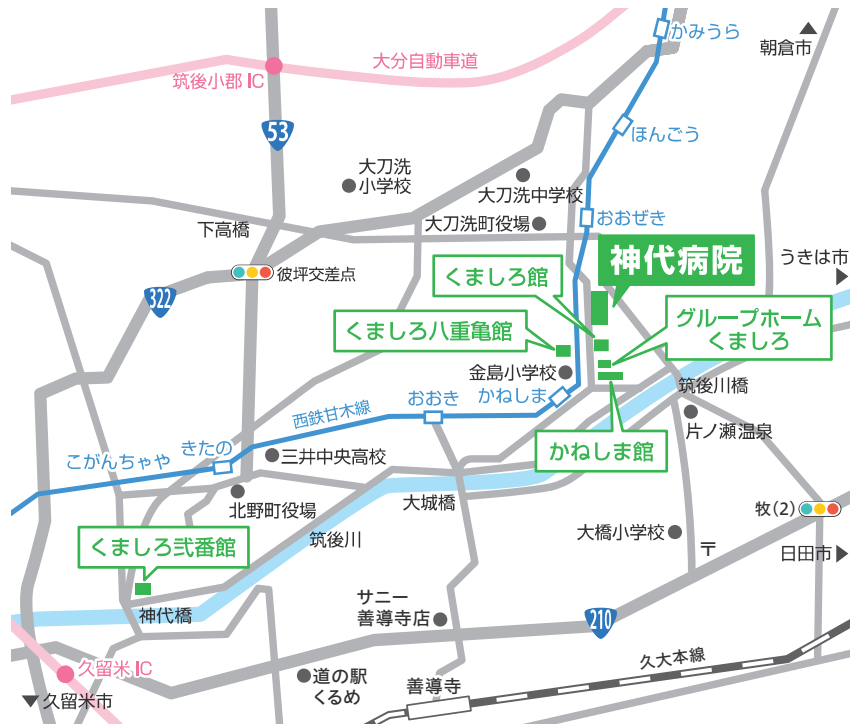 かみうら
朝倉市
大分自動車道
筑後小郡 IC
53
ほんごう
大刀洗
小学校
大刀洗中学校
おおぜき
大刀洗町役場
下高橋
神代病院
うきは市
くましろ館
彼坪交差点
322
グループホーム
くましろ
くましろ八重亀館
金島小学校
筑後川橋
かねしま
おおき
西鉄甘木線
片ノ瀬温泉
かねしま館
きたの
こがんちゃや
三井中央高校
北野町役場
大城橋
牧(2)
筑後川
大橋小学校
〒
くましろ弐番館
日田市
神代橋
サニー
善導寺店
210
久留米 IC
久大本線
道の駅
くるめ
善導寺
久留米市